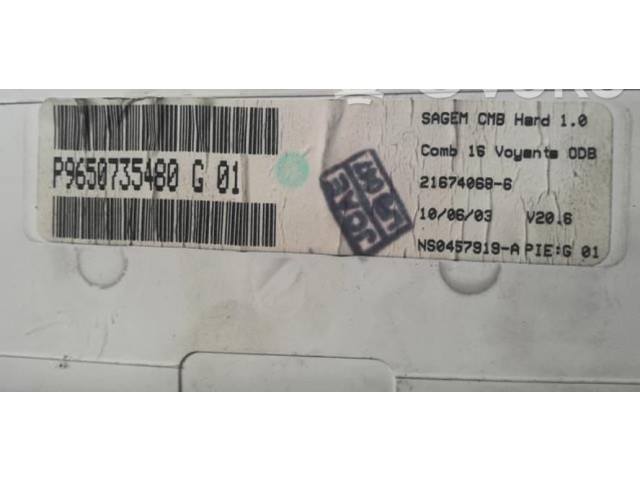 P9650735480 G 01
SAGEM CMB Hard 1.0
Comb 16 Voyants ODB
21674068-6
10/06/03 V20.6
NS0457919-A PIE:G 01